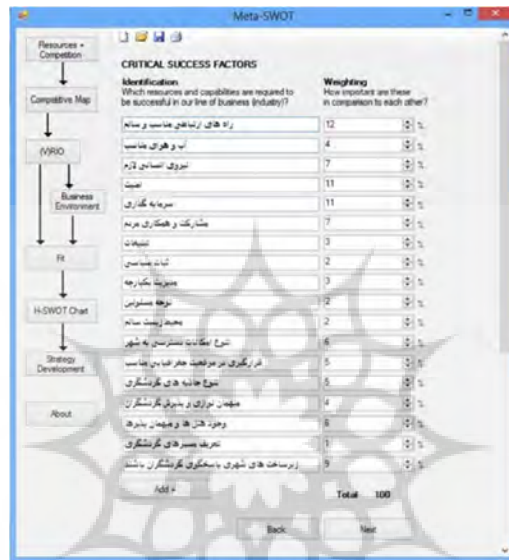 Meta-SWOT
Resources +
Competition
Competitive Map
(V)RIO
Business
Environment
Fit
H-SWOT Chart
Strategy
Development
About
CRITICAL SUCCESS FACTORS
Identification
Which resources and capabilities are required to
be successful in our line of business (industry)?
Weighting
How important are these
in comparison to each other?
راه های ارتباطی مناسب و سالم 12 %
آب و هوای مناسب 4 %
نیروی انسانی لازم 7 %
امنیت 11 %
سرمایه گذاری 11 %
مشارکت و همکاری مردم 7 %
تبلیغات 3 %
ثبات سیاسی 2 %
مدیریت یکپارچه 3 %
توجه مسئولین 2 %
محیط زیست سالم 2 %
تنوع امکانات دسترسی به شهر 6 %
قرارگیری در موقعیت جغرافیایی مناسب 5 %
تنوع جاذبه های گردشگری 5 %
میهمان نوازی و پذیرش گردشگران 4 %
وجود هتل ها و میهمان پذیرها 6 %
تعریف مسیرهای گردشگری 1 %
زیرساخت های شهری پاسخگوی گردشگران باشند 9 %
Add +
Total 100
Back
Next